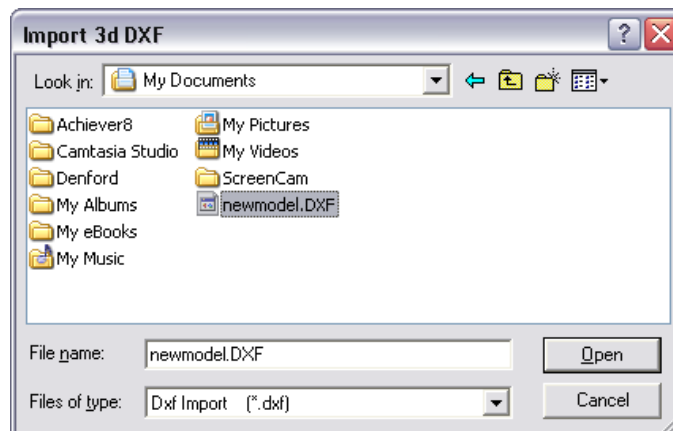 Import 3d DXF
Look in: My Documents
Achiever8
Camtasia Studio
Denford
My Albums
My eBooks
My Music
My Pictures
My Videos
ScreenCam
newmodel.DXF
File name: newmodel.DXF
Open
Files of type: Dxf Import (*.dxf)
Cancel